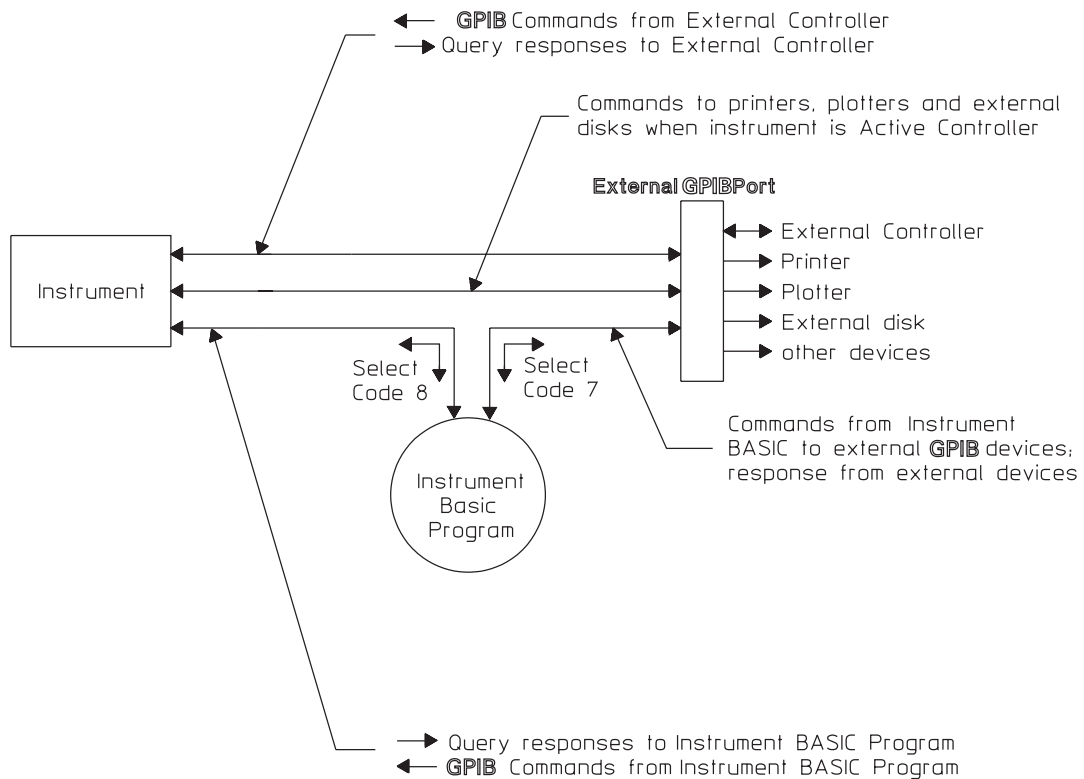 GPIB Commands from External Controller
Query responses to External Controller
Commands to printers, plotters and external
disks when instrument is Active Controller
External GPIB Port
Instrument
External Controller
Printer
Plotter
External disk
other devices
Select
Code 8
Select
Code 7
Instrument
Basic
Program
Commands from Instrument
BASIC to external GPIB devices;
response from external devices
Query responses to Instrument BASIC Program
GPIB Commands from Instrument BASIC Program